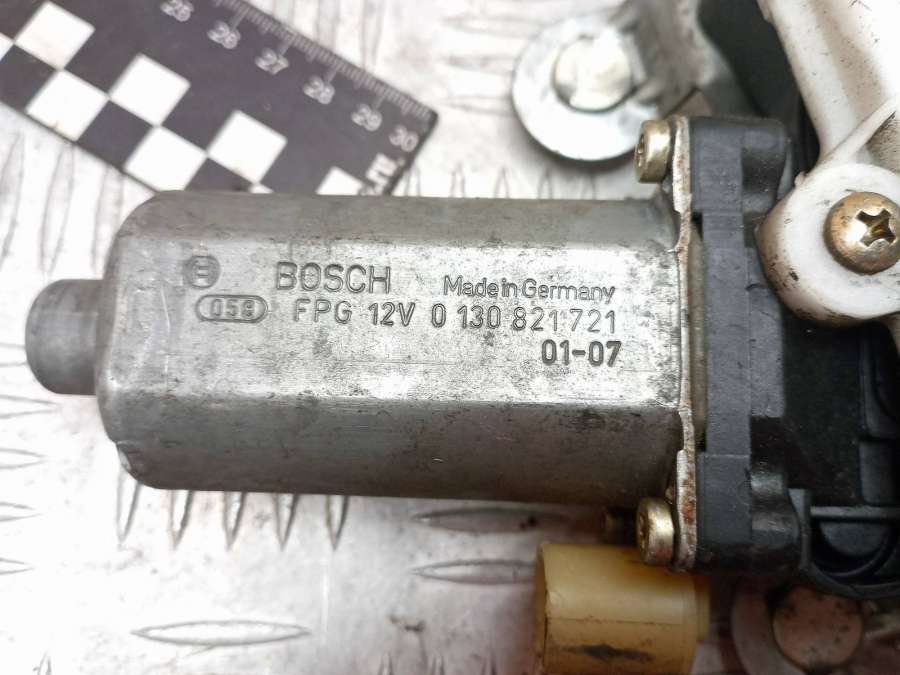 25 26 27 28 29 30
BOSCH Made in Germany
058 FPG 12V 0 130 821 721
01-07